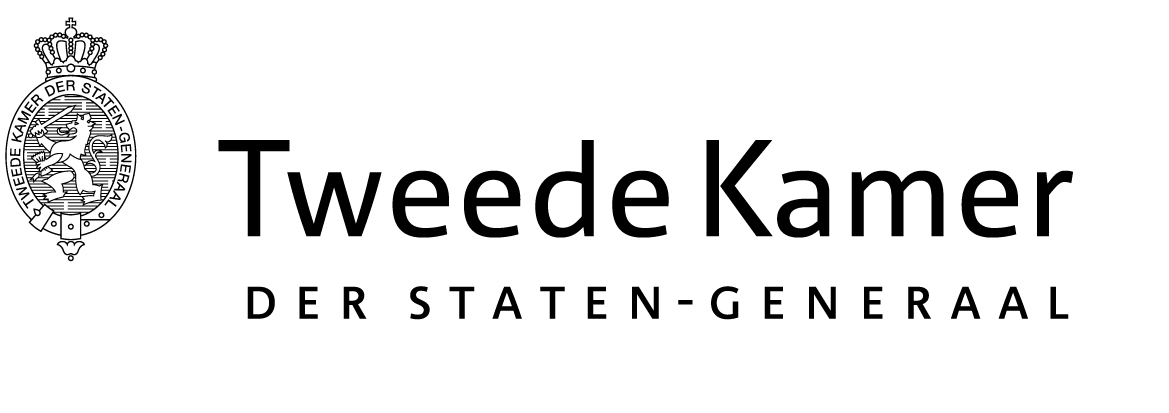 TWEEDE KAMER DER STATEN-GENERAAL
Tweede Kamer
DER STATEN-GENERAAL